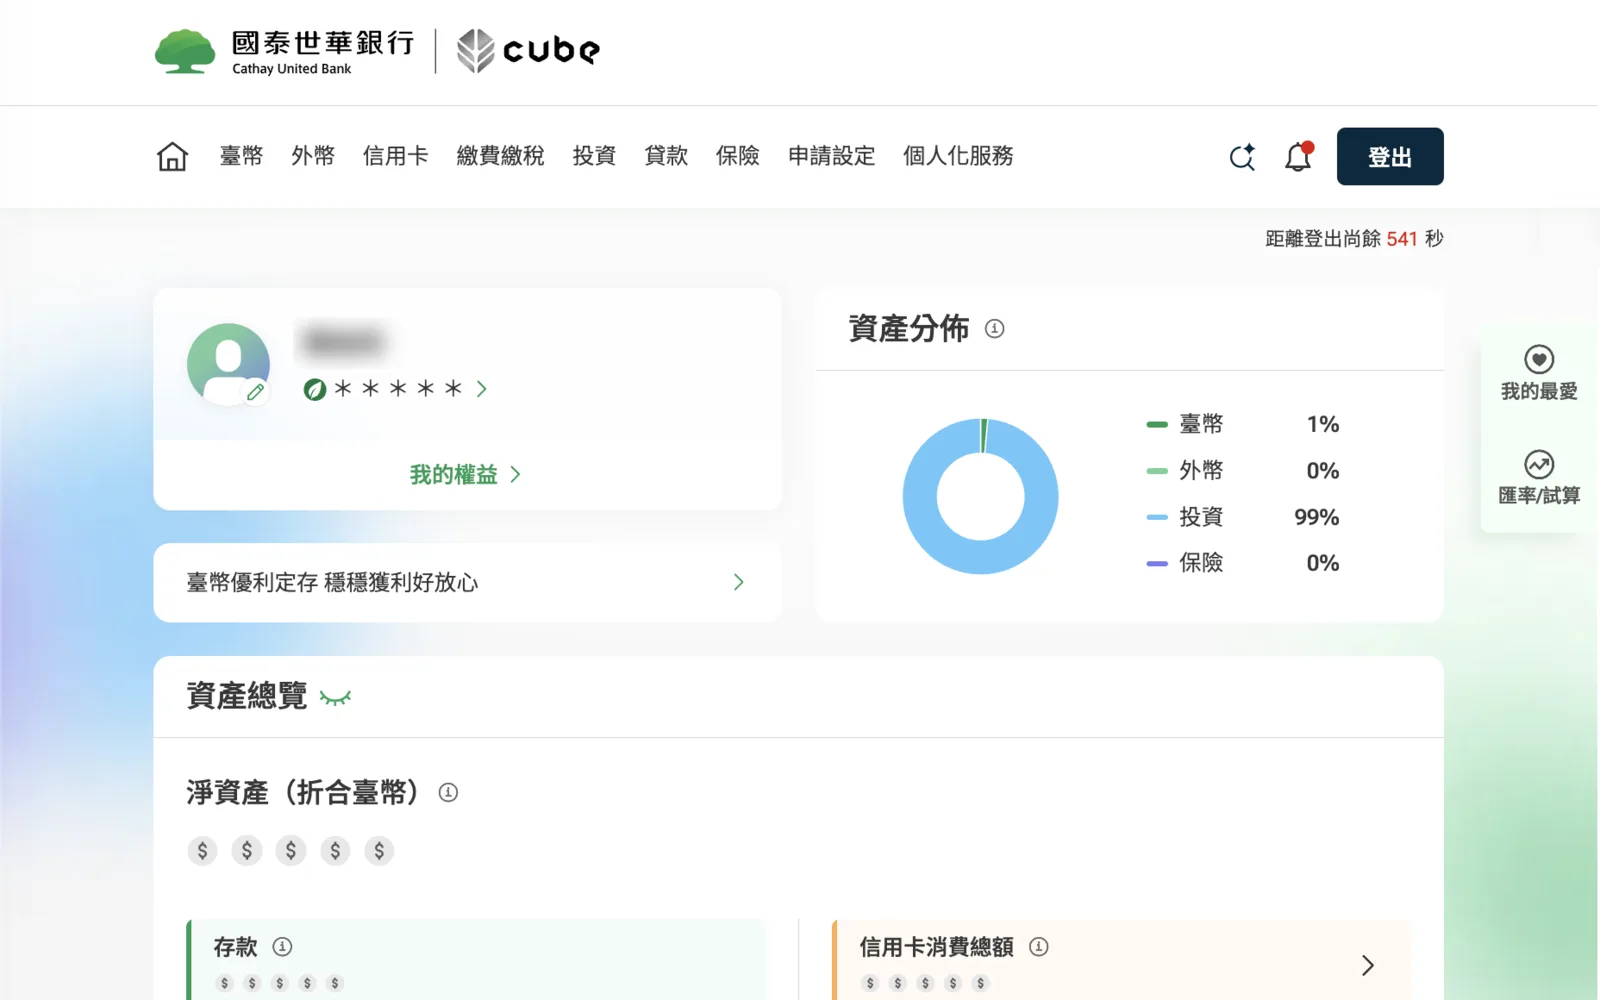 國泰世華銀行
Cathay United Bank
cube
臺幣 外幣 信用卡 繳費繳稅 投資 貸款 保險 申請設定 個人化服務
登出
距離登出尚餘 541 秒
＊＊＊＊＊
我的權益
臺幣優利定存 穩穩獲利好放心
資產分佈
臺幣 1%
外幣 0%
投資 99%
保險 0%
我的最愛
匯率/試算
資產總覽
淨資產（折合臺幣）
$ $ $ $ $
存款
$ $ $ $ $
信用卡消費總額
$ $ $ $ $